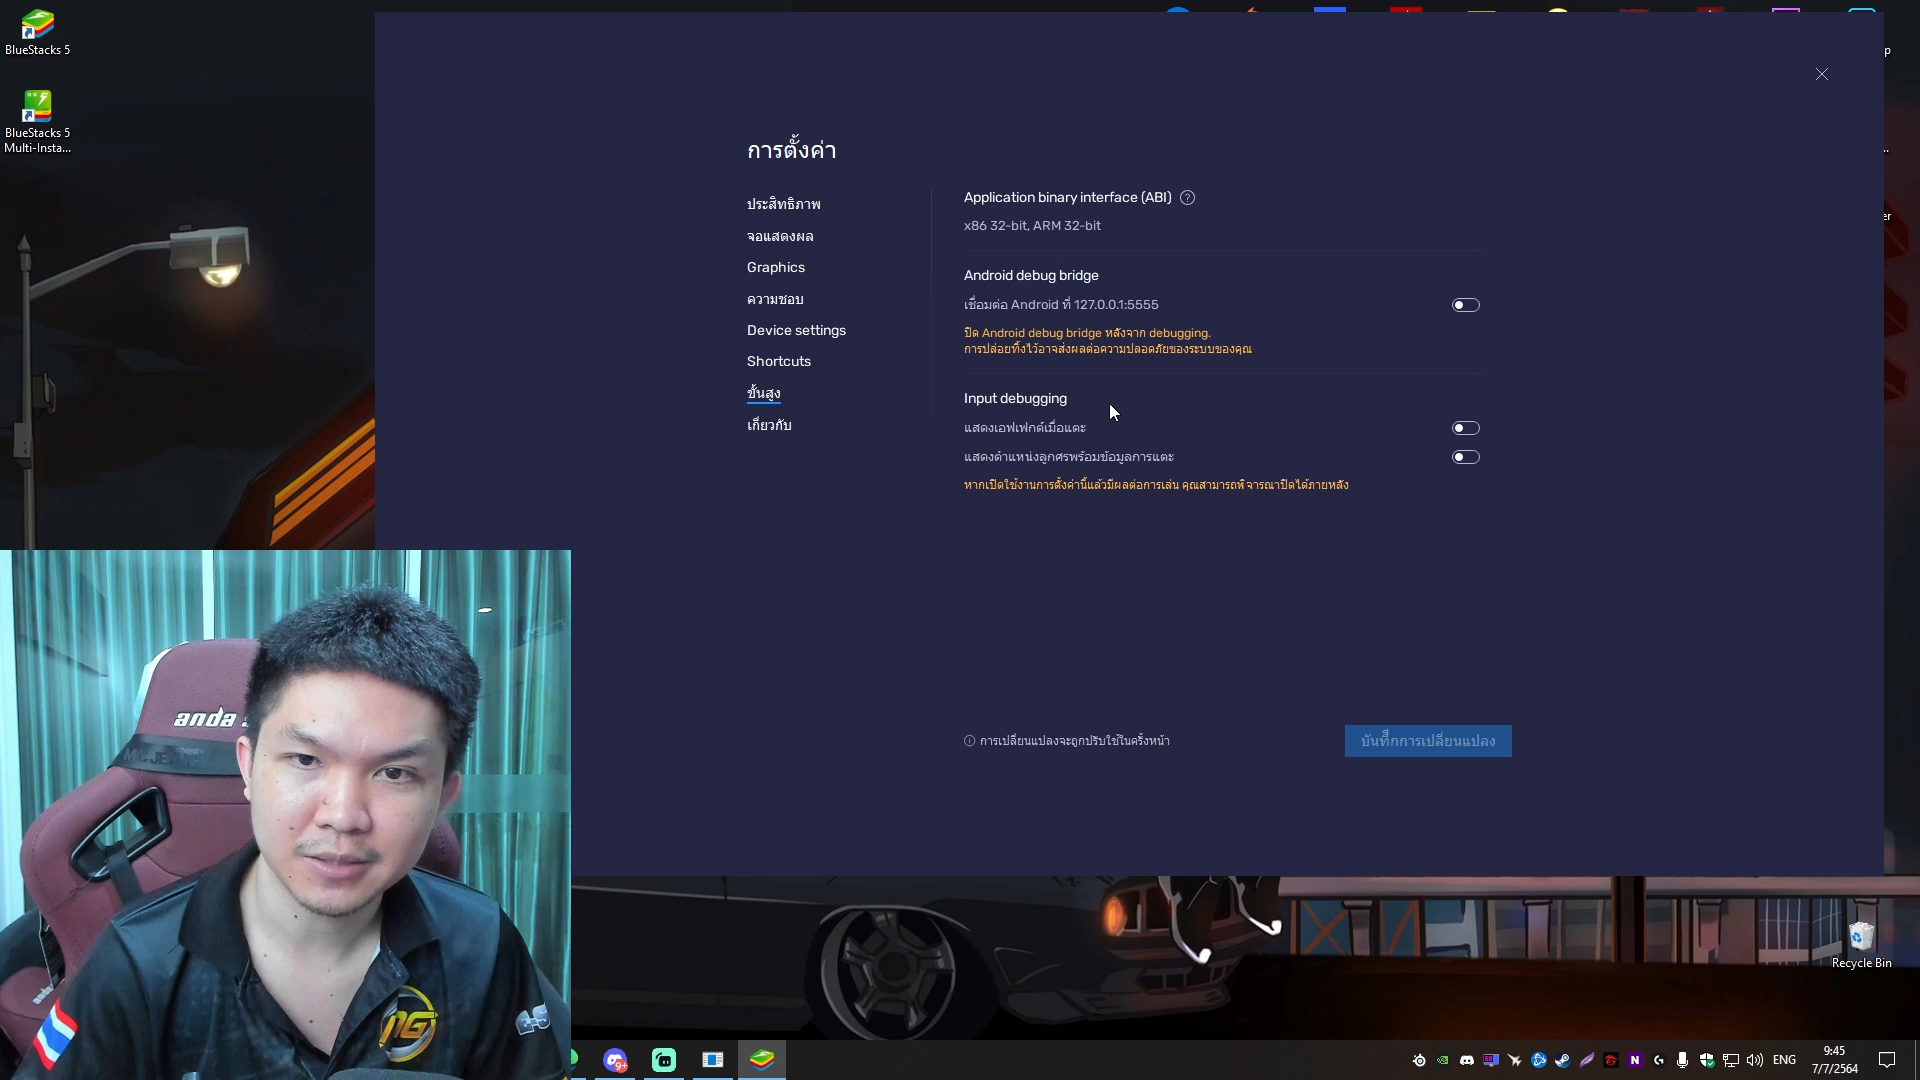 BlueStacks 5
BlueStacks 5
Multi-Insta...
การตั้งค่า
ประสิทธิภาพ
จอแสดงผล
Graphics
ความชอบ
Device settings
Shortcuts
ขั้นสูง
เกี่ยวกับ
Application binary interface (ABI) ?
x86 32-bit, ARM 32-bit
Android debug bridge
เชื่อมต่อ Android ที่ 127.0.0.1:5555
ปิด Android debug bridge หลังจาก debugging.
การปล่อยทิ้งไว้อาจส่งผลต่อความปลอดภัยของระบบของคุณ
Input debugging
แสดงเอฟเฟกต์เมื่อแตะ
แสดงตำแหน่งลูกศรพร้อมข้อมูลการแตะ
หากเปิดใช้งานการตั้งค่านี้แล้วมีผลต่อการเล่น คุณสามารถพิจารณาปิดได้ภายหลัง
การเปลี่ยนแปลงจะถูกปรับใช้ในครั้งหน้า
บันทึกการเปลี่ยนแปลง
anda
NG
Recycle Bin
9+
N
ENG
9:45
7/7/2564